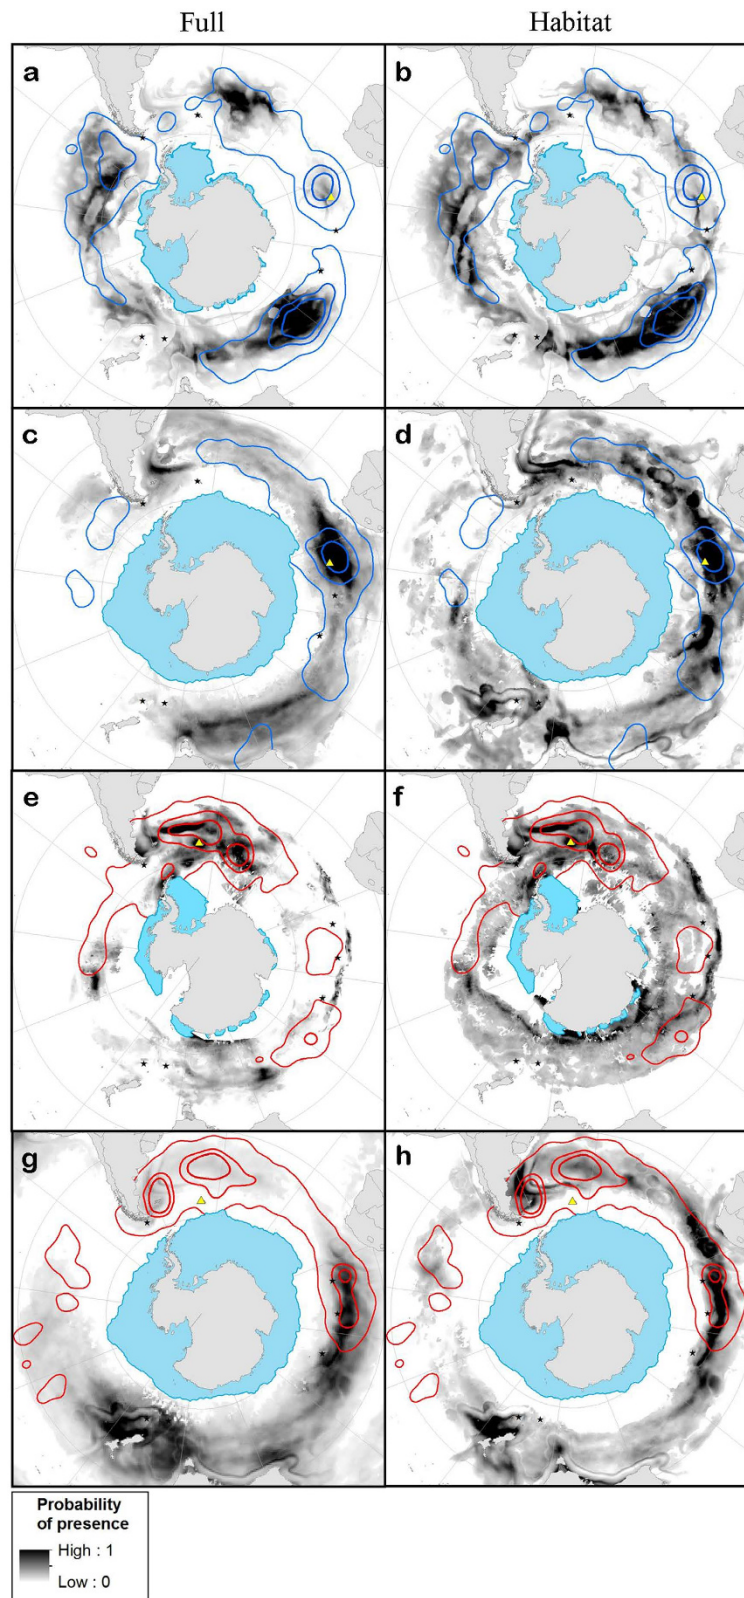 Full Habitat
a b
c d
e f
g h
Probability
of presence
High : 1
Low : 0